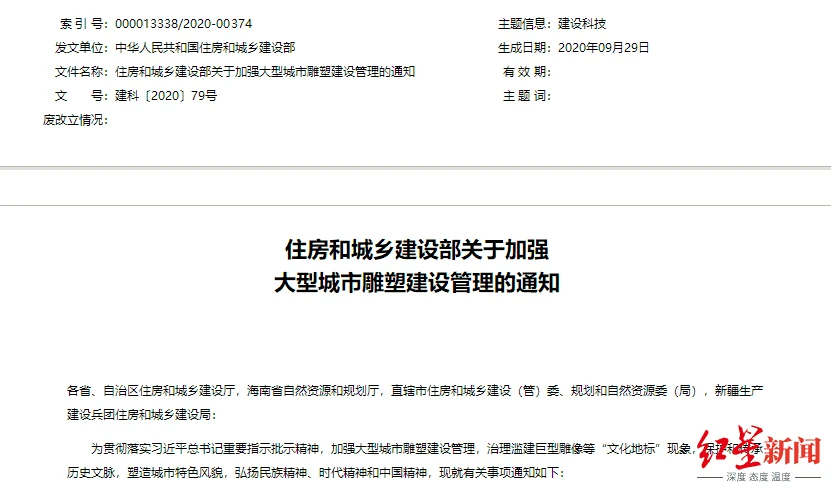 索 引 号： 000013338/2020-00374
主题信息： 建设科技
发文单位： 中华人民共和国住房和城乡建设部
生成日期： 2020年09月29日
文件名称： 住房和城乡建设部关于加强大型城市雕塑建设管理的通知
有 效 期：
文 号： 建科〔2020〕79号
主 题 词：
废改立情况：
住房和城乡建设部关于加强
大型城市雕塑建设管理的通知
各省、自治区住房和城乡建设厅，海南省自然资源和规划厅，直辖市住房和城乡建设（管）委、规划和自然资源委（局），新疆生产
建设兵团住房和城乡建设局：
为贯彻落实习近平总书记重要指示批示精神，加强大型城市雕塑建设管理，治理滥建巨型雕像等“文化地标”现象，保护和传承
历史文脉，塑造城市特色风貌，弘扬民族精神、时代精神和中国精神，现就有关事项通知如下：
红星新闻
深度 态度 温度